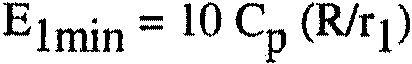 E1min = 10 Cp (R/r1)